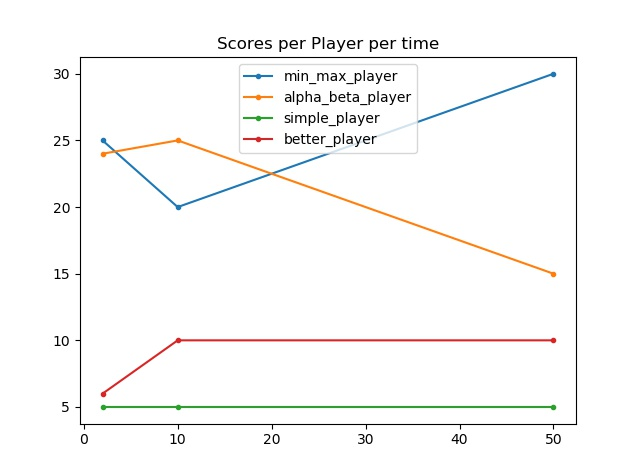 Scores per Player per time
30
min_max_player
alpha_beta_player
simple_player
better_player
25
20
15
10
5
0 10 20 30 40 50